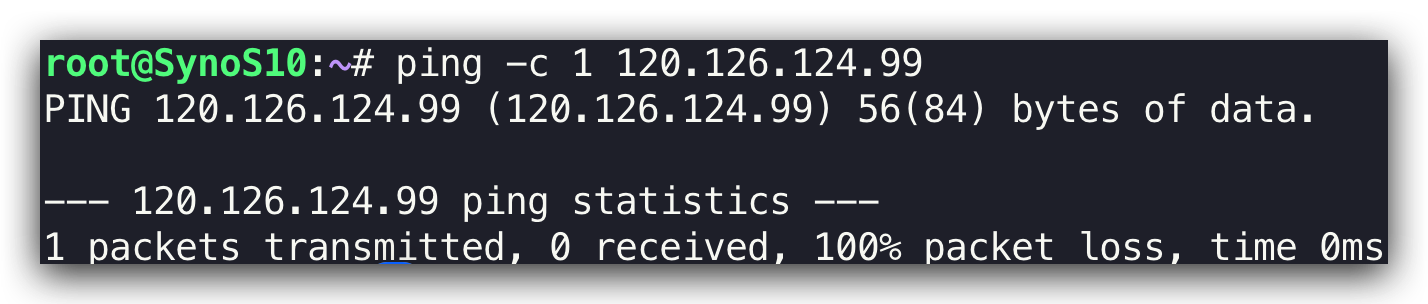 root@SynoS10:~# ping -c 1 120.126.124.99
PING 120.126.124.99 (120.126.124.99) 56(84) bytes of data.
--- 120.126.124.99 ping statistics ---
1 packets transmitted, 0 received, 100% packet loss, time 0ms